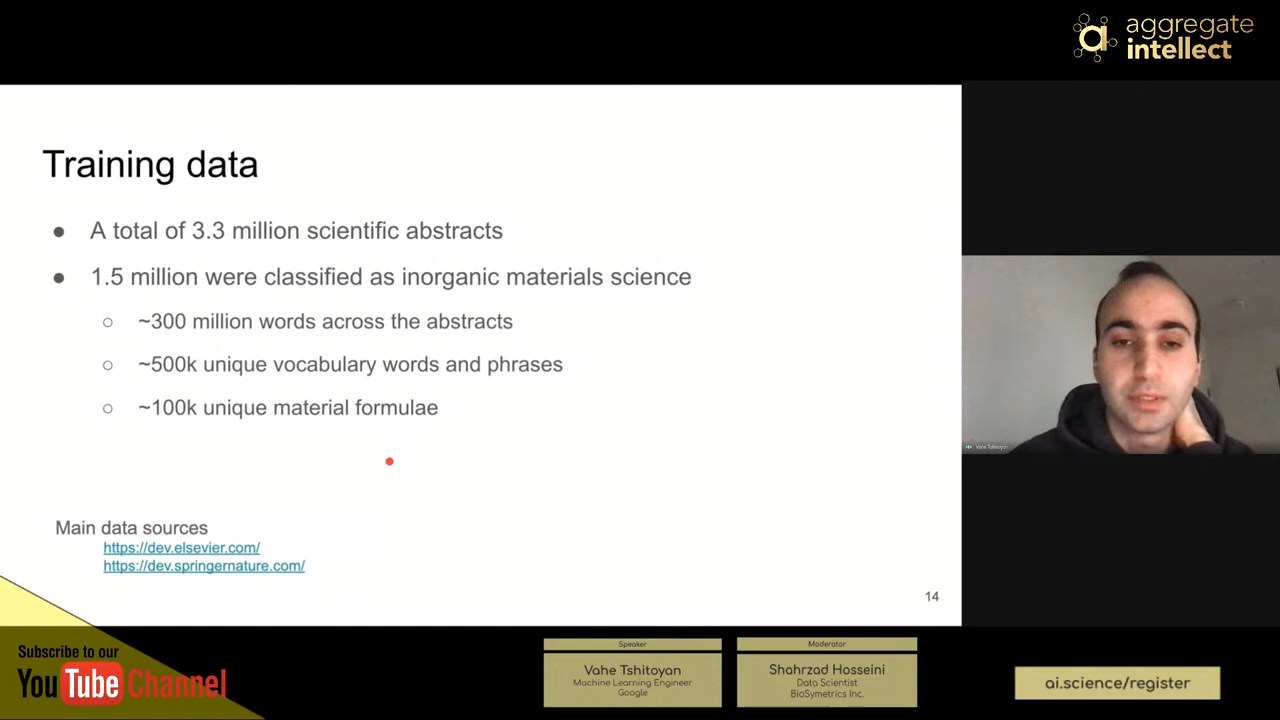 aggregate
intellect
Training data
● A total of 3.3 million scientific abstracts
● 1.5 million were classified as inorganic materials science
○ ~300 million words across the abstracts
○ ~500k unique vocabulary words and phrases
○ ~100k unique material formulae
Main data sources
https://dev.elsevier.com/
https://dev.springernature.com/
14
Vahe Tshitoyan
Subscribe to our
YouTube Channel
Speaker
Vahe Tshitoyan
Machine Learning Engineer
Google
Moderator
Shahrzad Hosseini
Data Scientist
BioSymetrics Inc.
ai.science/register